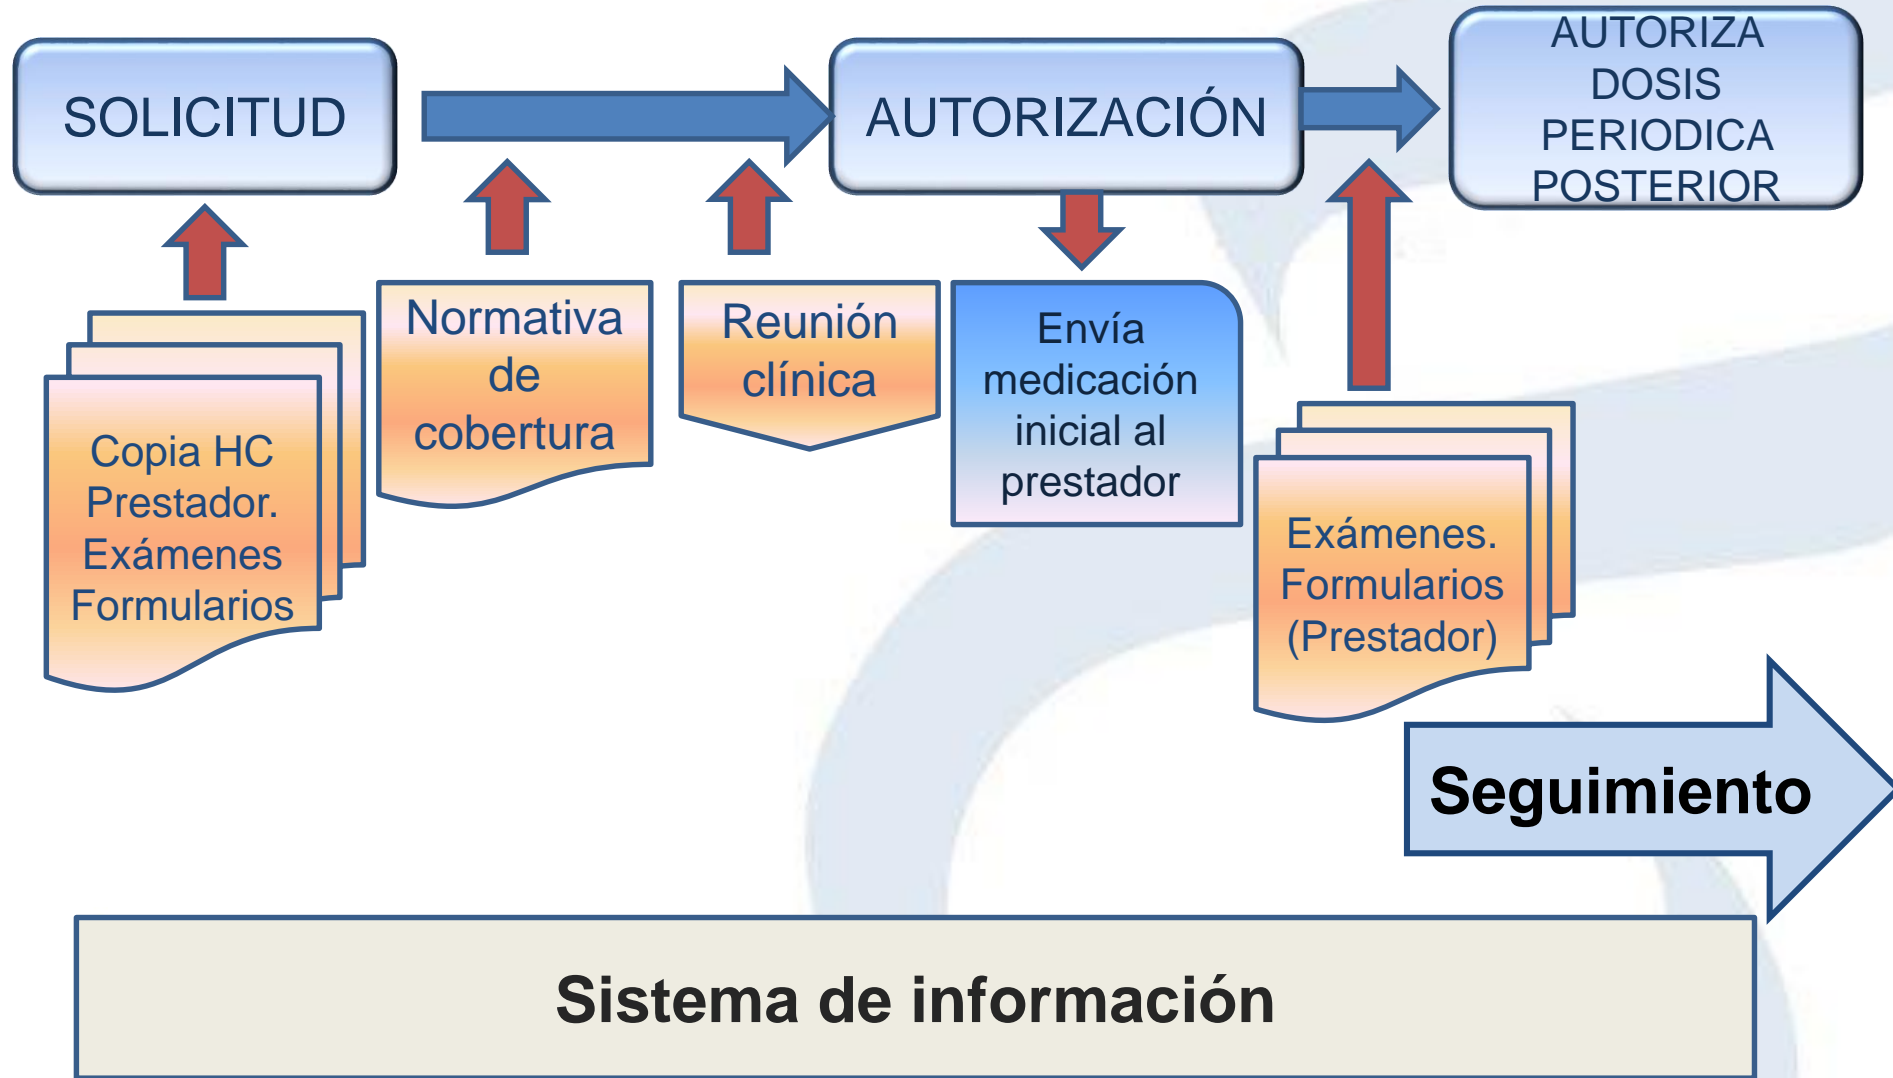 SOLICITUD
AUTORIZACIÓN
AUTORIZA
DOSIS
PERIODICA
POSTERIOR
Copia HC
Prestador.
Exámenes
Formularios
Normativa
de
cobertura
Reunión
clínica
Envía
medicación
inicial al
prestador
Exámenes.
Formularios
(Prestador)
Seguimiento
Sistema de información